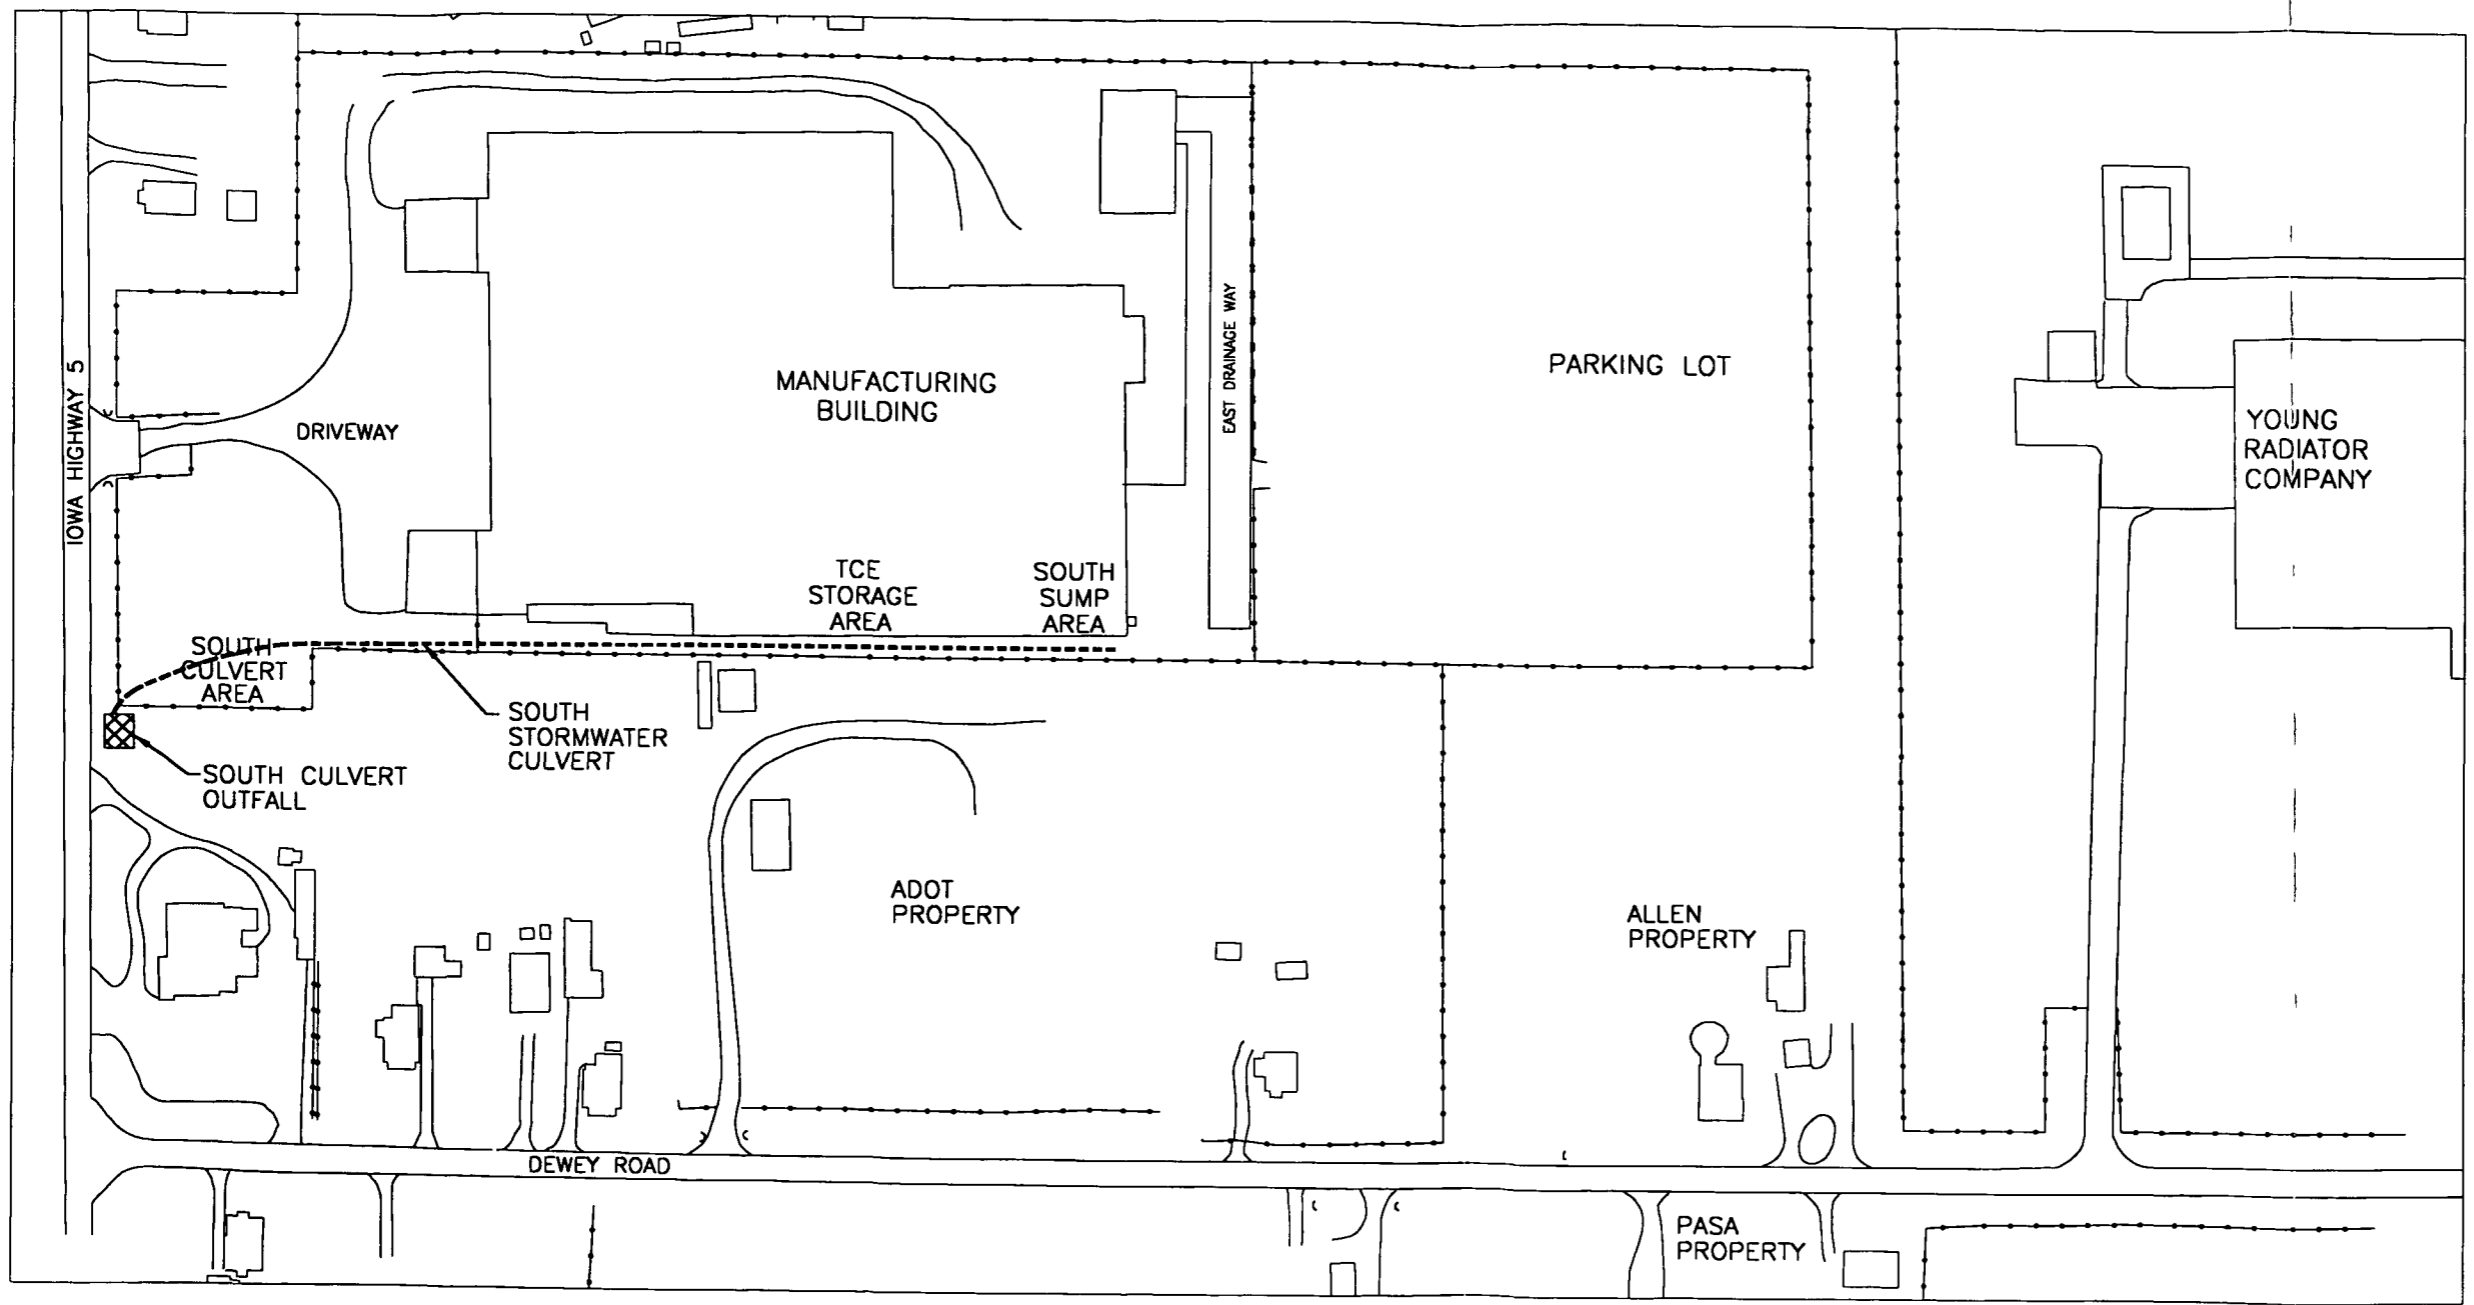 IOWA HIGHWAY 5
DRIVEWAY
MANUFACTURING
BUILDING
EAST DRAINAGE WAY
PARKING LOT
YOUNG
RADIATOR
COMPANY
TCE
STORAGE
AREA
SOUTH
SUMP
AREA
SOUTH
CULVERT
AREA
SOUTH
STORMWATER
CULVERT
SOUTH CULVERT
OUTFALL
ADOT
PROPERTY
ALLEN
PROPERTY
DEWEY ROAD
PASA
PROPERTY